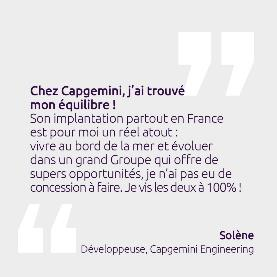 Chez Capgemini, j'ai trouvé
mon équilibre !
Son implantation partout en France
est pour moi un réel atout :
vivre au bord de la mer et évoluer
dans un grand Groupe qui offre de
supers opportunités, je n'ai pas eu de
concession à faire. Je vis les deux à 100% !
Solène
Développeuse, Capgemini Engineering